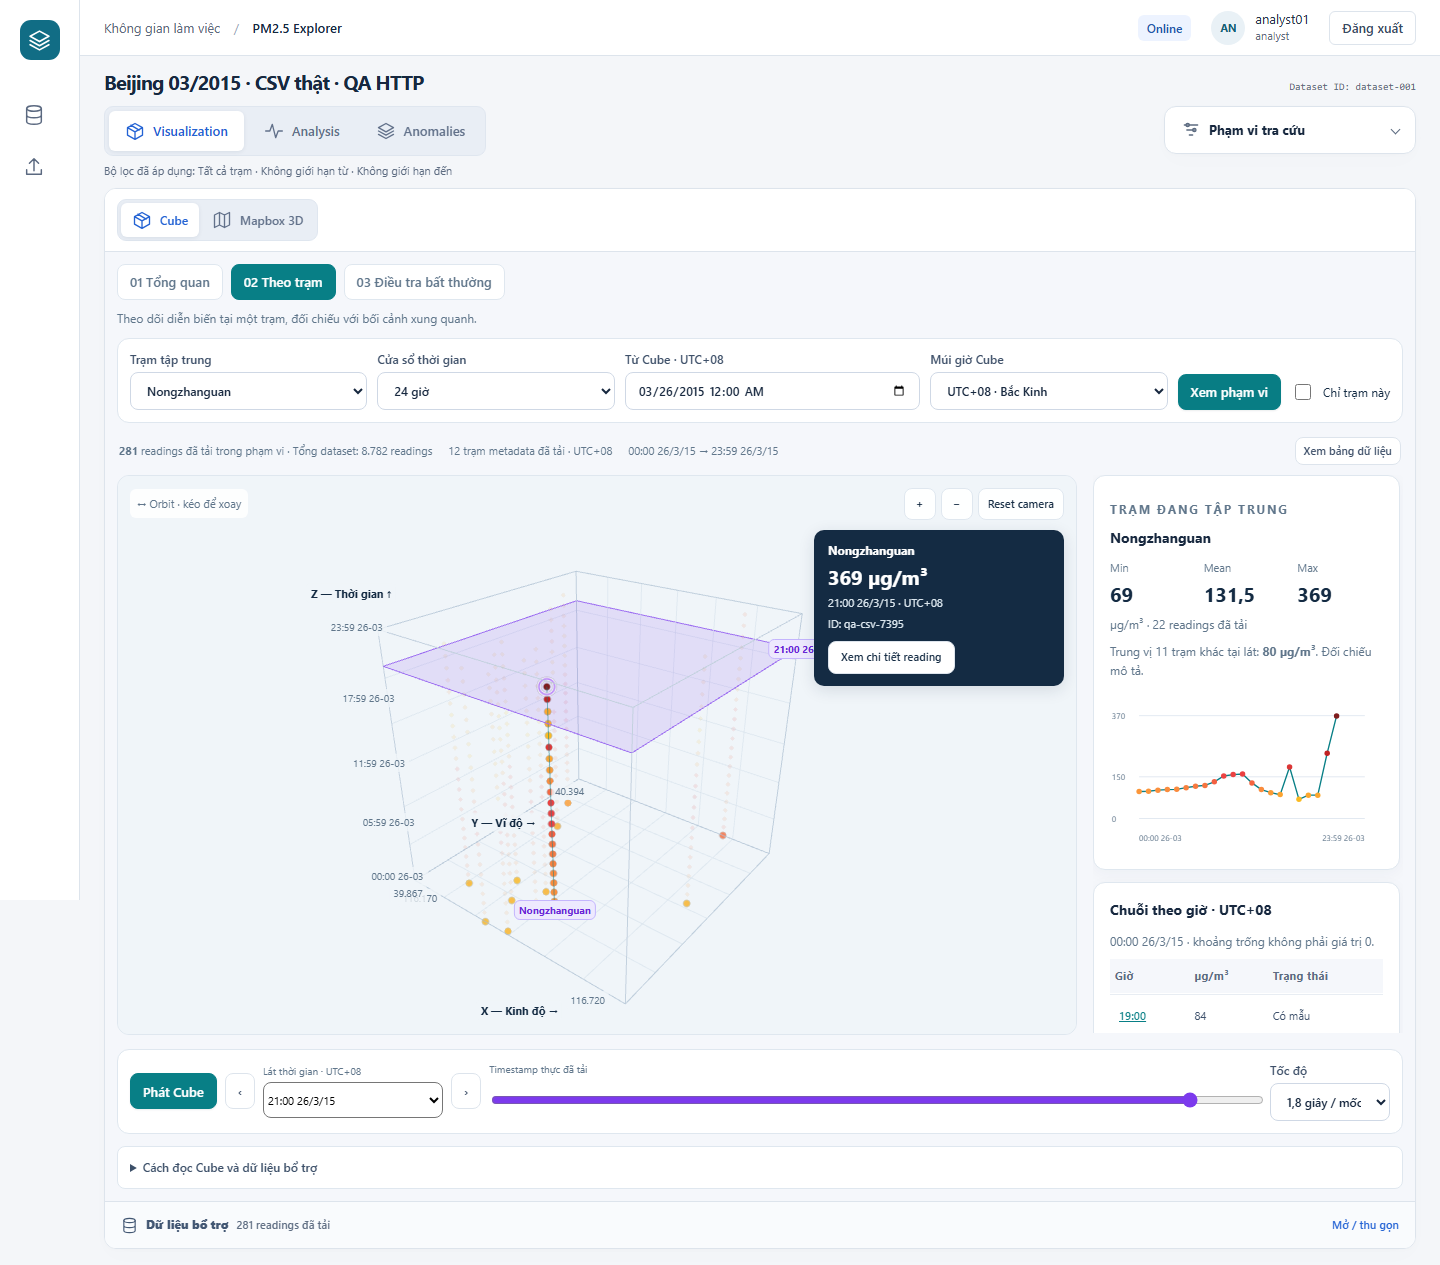 Không gian làm việc / PM2.5 Explorer
Online
AN
analyst01
analyst
Đăng xuất
Beijing 03/2015 · CSV thật · QA HTTP
Dataset ID: dataset-001
Visualization
Analysis
Anomalies
Phạm vi tra cứu
Bộ lọc đã áp dụng: Tất cả trạm · Không giới hạn từ · Không giới hạn đến
Cube
Mapbox 3D
01 Tổng quan
02 Theo trạm
03 Điều tra bất thường
Theo dõi diễn biến tại một trạm, đối chiếu với bối cảnh xung quanh.
Trạm tập trung
Cửa sổ thời gian
Từ Cube · UTC+08
Múi giờ Cube
Nongzhanguan
24 giờ
03/26/2015 12:00 AM
UTC+08 · Bắc Kinh
Xem phạm vi
Chỉ trạm này
281 readings đã tải trong phạm vi · Tổng dataset: 8.782 readings
12 trạm metadata đã tải · UTC+08
00:00 26/3/15 → 23:59 26/3/15
Xem bảng dữ liệu
↔ Orbit · kéo để xoay
+
−
Reset camera
Nongzhanguan
369 µg/m³
21:00 26/3/15 · UTC+08
ID: qa-csv-7395
Xem chi tiết reading
Z — Thời gian ↑
23:59 26-03
21:00 26
17:59 26-03
11:59 26-03
40.394
Y — Vĩ độ →
05:59 26-03
00:00 26-03
39.867
70
Nongzhanguan
116.720
X — Kinh độ →
TRẠM ĐANG TẬP TRUNG
Nongzhanguan
Min
Mean
Max
69
131,5
369
µg/m³ · 22 readings đã tải
Trung vị 11 trạm khác tại lát: 80 µg/m³. Đối chiếu
mô tả.
370
150
0
00:00 26-03
23:59 26-03
Chuỗi theo giờ · UTC+08
00:00 26/3/15 · khoảng trống không phải giá trị 0.
Giờ
µg/m³
Trạng thái
19:00
84
Có mẫu
Phát Cube
‹
Lát thời gian · UTC+08
21:00 26/3/15
›
Timestamp thực đã tải
Tốc độ
1,8 giây / mốc
Cách đọc Cube và dữ liệu bổ trợ
Dữ liệu bổ trợ
281 readings đã tải
Mở / thu gọn